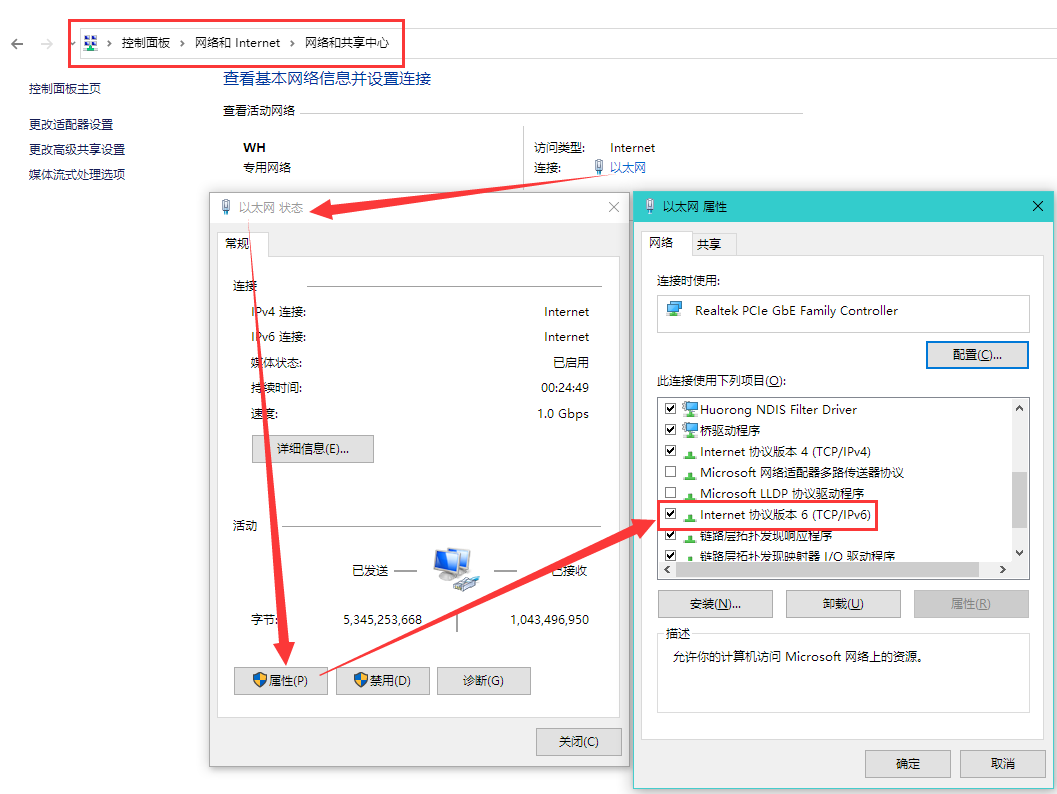 控制面板 › 网络和 Internet › 网络和共享中心
控制面板主页
更改适配器设置
更改高级共享设置
媒体流式处理选项
查看基本网络信息并设置连接
查看活动网络
WH
专用网络
访问类型: Internet
连接: 以太网
以太网 状态
常规
连接
IPv4 连接: Internet
IPv6 连接: Internet
媒体状态: 已启用
持续时间: 00:24:49
速度: 1.0 Gbps
详细信息(E)...
活动
已发送 已接收
字节: 5,345,253,668 1,043,496,950
属性(P) 禁用(D) 诊断(G)
关闭(C)
以太网 属性
网络 共享
连接时使用:
Realtek PCIe GbE Family Controller
配置(C)...
此连接使用下列项目(O):
Huorong NDIS Filter Driver
桥驱动程序
Internet 协议版本 4 (TCP/IPv4)
Microsoft 网络适配器多路传送器协议
Microsoft LLDP 协议驱动程序
Internet 协议版本 6 (TCP/IPv6)
链路层拓扑发现响应程序
链路层拓扑发现映射器 I/O 驱动程序
安装(N)... 卸载(U) 属性(R)
描述
允许你的计算机访问 Microsoft 网络上的资源。
确定 取消